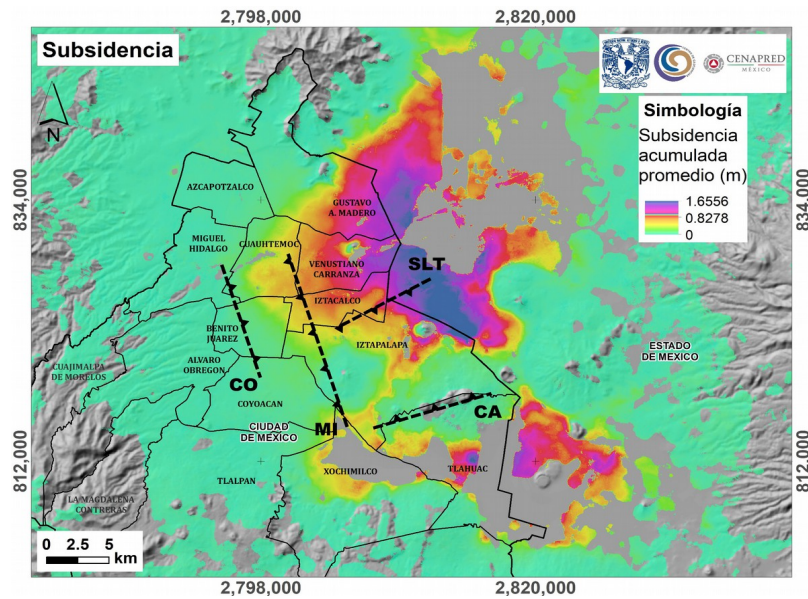 2,798,000
2,820,000
Subsidencia
CENAPRED
MÉXICO
N
Simbología
Subsidencia
acumulada
promedio (m)
1.6556
0.8278
0
834,000
834,000
AZCAPOTZALCO
GUSTAVO
A. MADERO
MIGUEL
HIDALGO
CUAUHTEMOC
VENUSTIANO
CARRANZA
SLT
IZTACALCO
BENITO
JUAREZ
IZTAPALAPA
ESTADO
DE MEXICO
CUAJIMALPA
DE MORELOS
ALVARO
OBREGON
CO
COYOACAN
CA
CIUDAD
DE MÉXICO
MI
812,000
812,000
XOCHIMILCO
TLAHUAC
TLALPAN
LA MAGDALENA
CONTRERAS
0 2.5 5
km
2,798,000
2,820,000